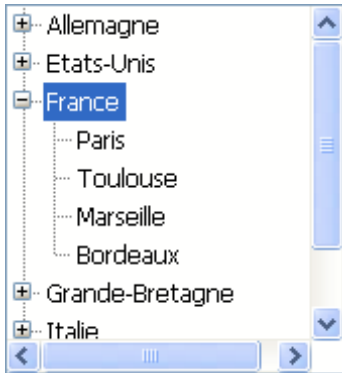 Allemagne
Etats-Unis
France
Paris
Toulouse
Marseille
Bordeaux
Grande-Bretagne
Italie